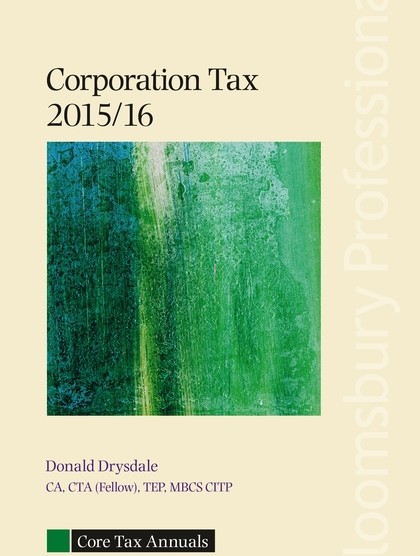 Corporation Tax
2015/16
Donald Drysdale
CA, CTA (Fellow), TEP, MBCS CITP
Core Tax Annuals
loomsbury Professiona